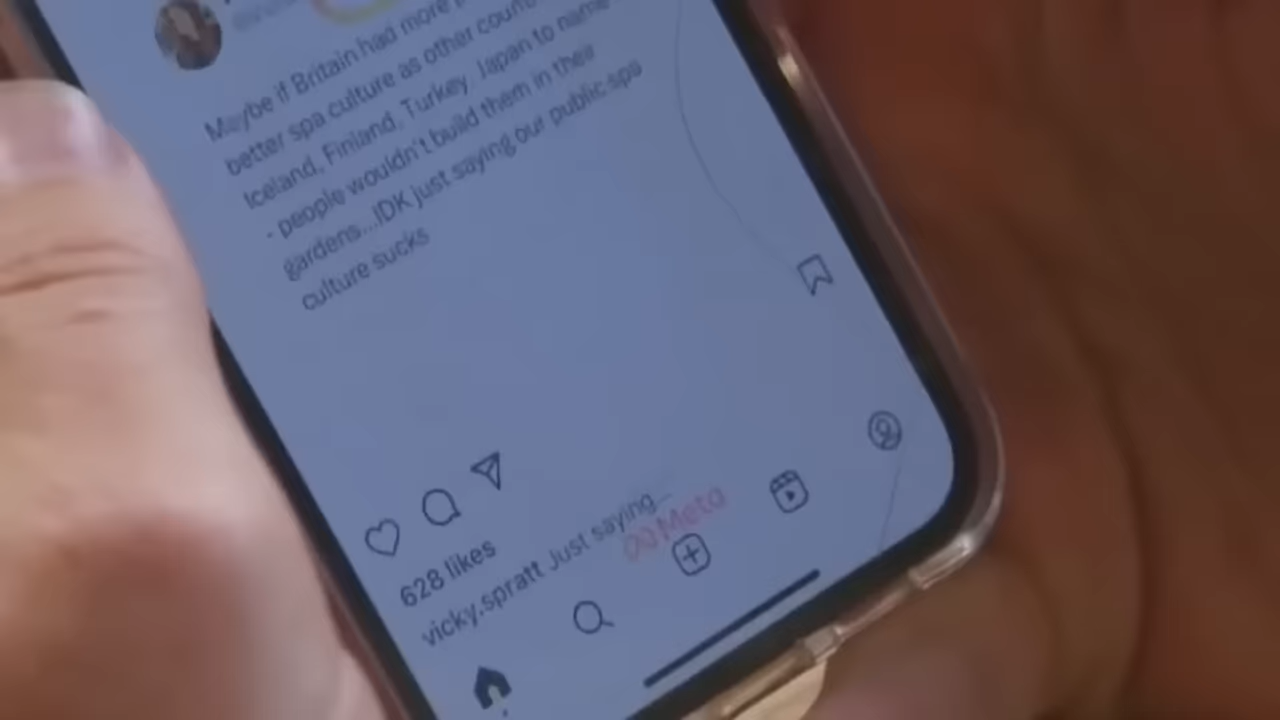 Maybe if Britain had more
better spa culture as other
Iceland, Finland, Turkey, Japan to name
- people wouldn't build them in their
gardens...IDK just saying our public spa
culture sucks
628 likes
vicky.spratt Just saying...
Meta